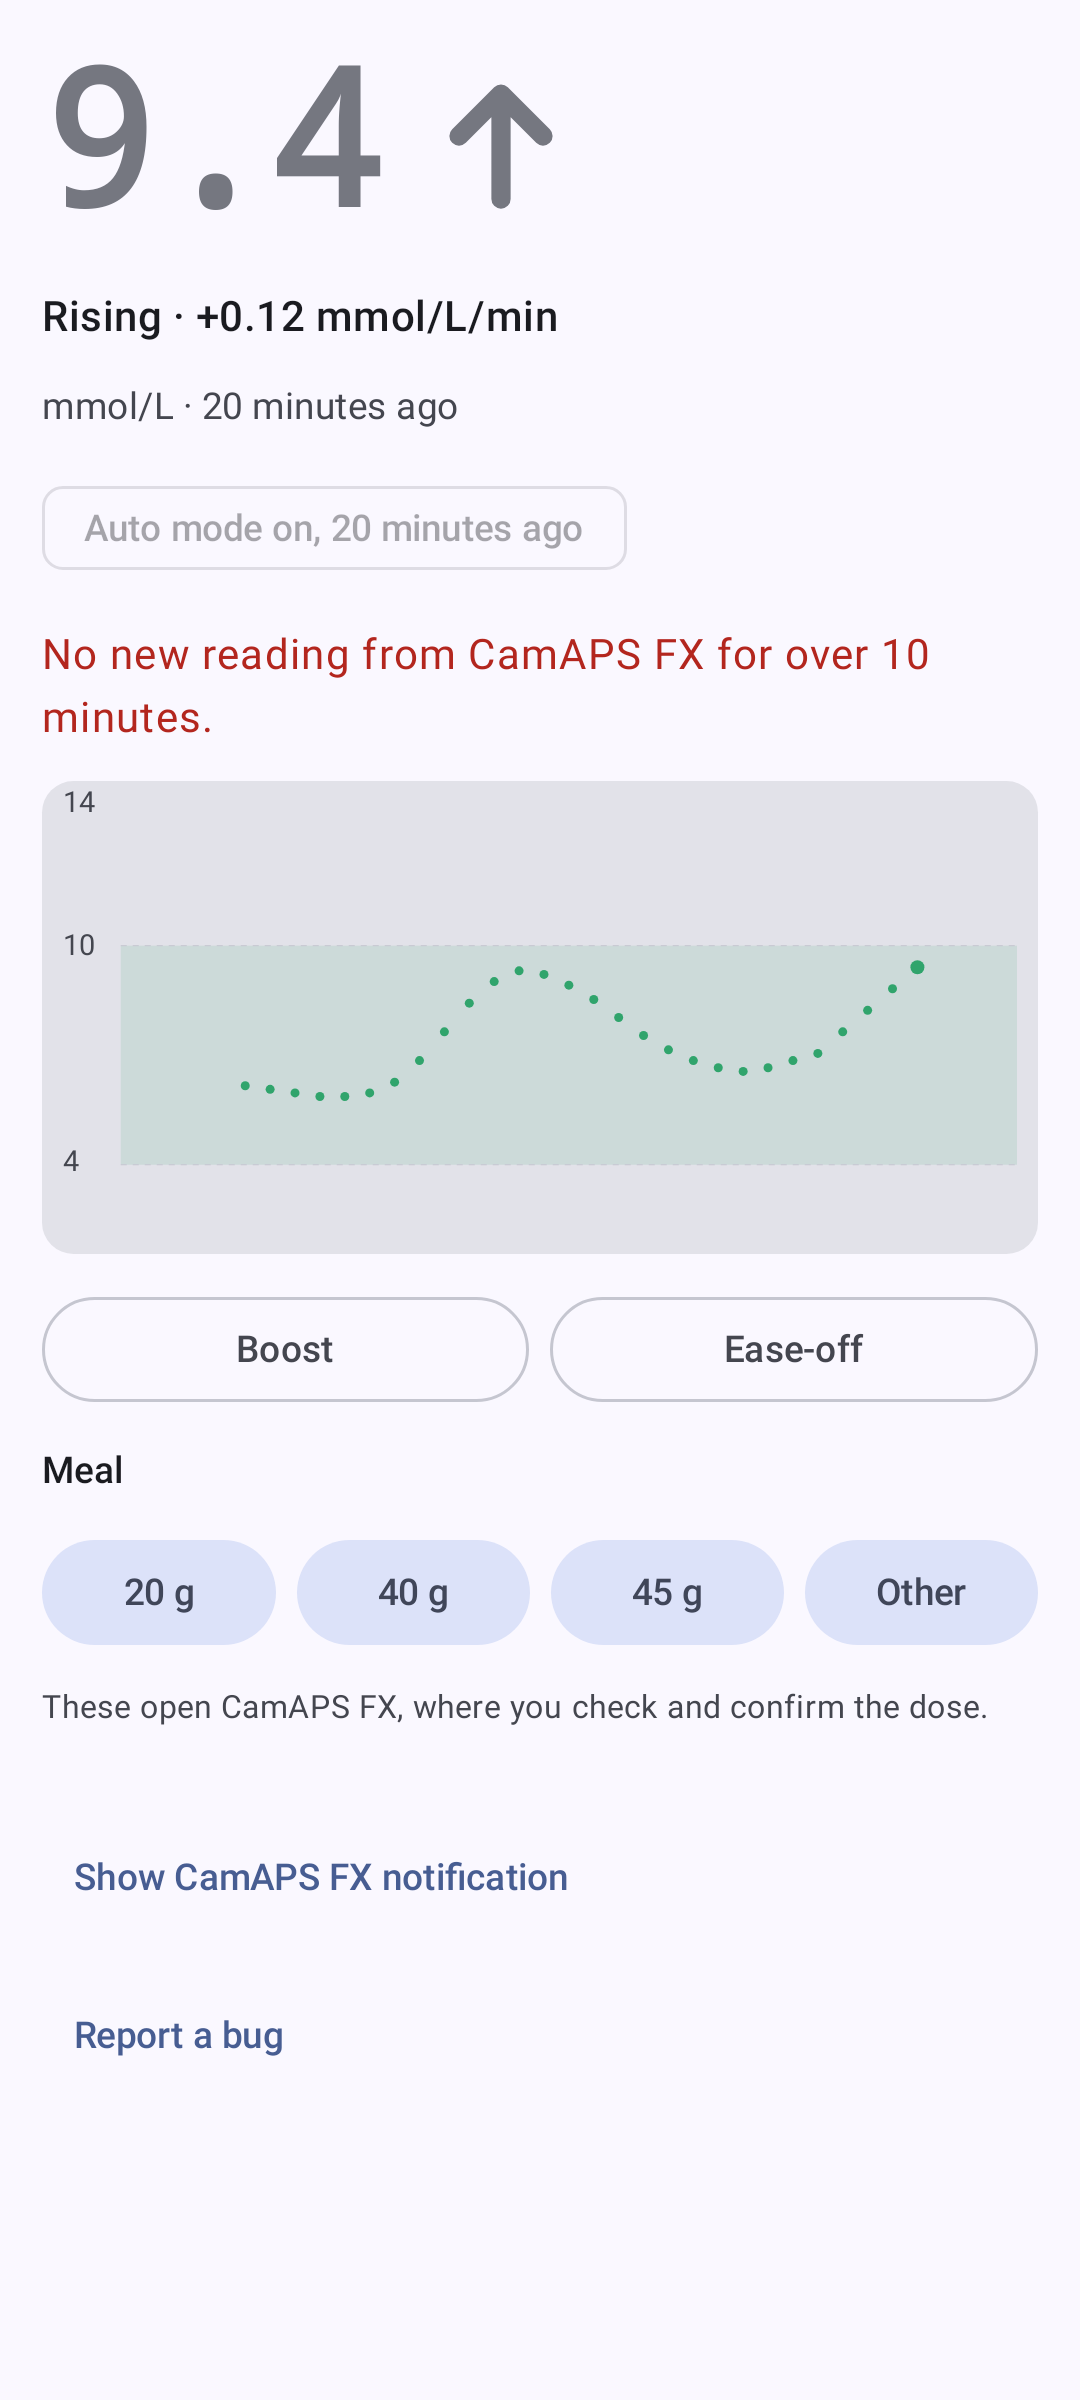 9.4
Rising · +0.12 mmol/L/min
mmol/L · 20 minutes ago
Auto mode on, 20 minutes ago
No new reading from CamAPS FX for over 10
minutes.
14
10
4
Boost
Ease-off
Meal
20 g
40 g
45 g
Other
These open CamAPS FX, where you check and confirm the dose.
Show CamAPS FX notification
Report a bug